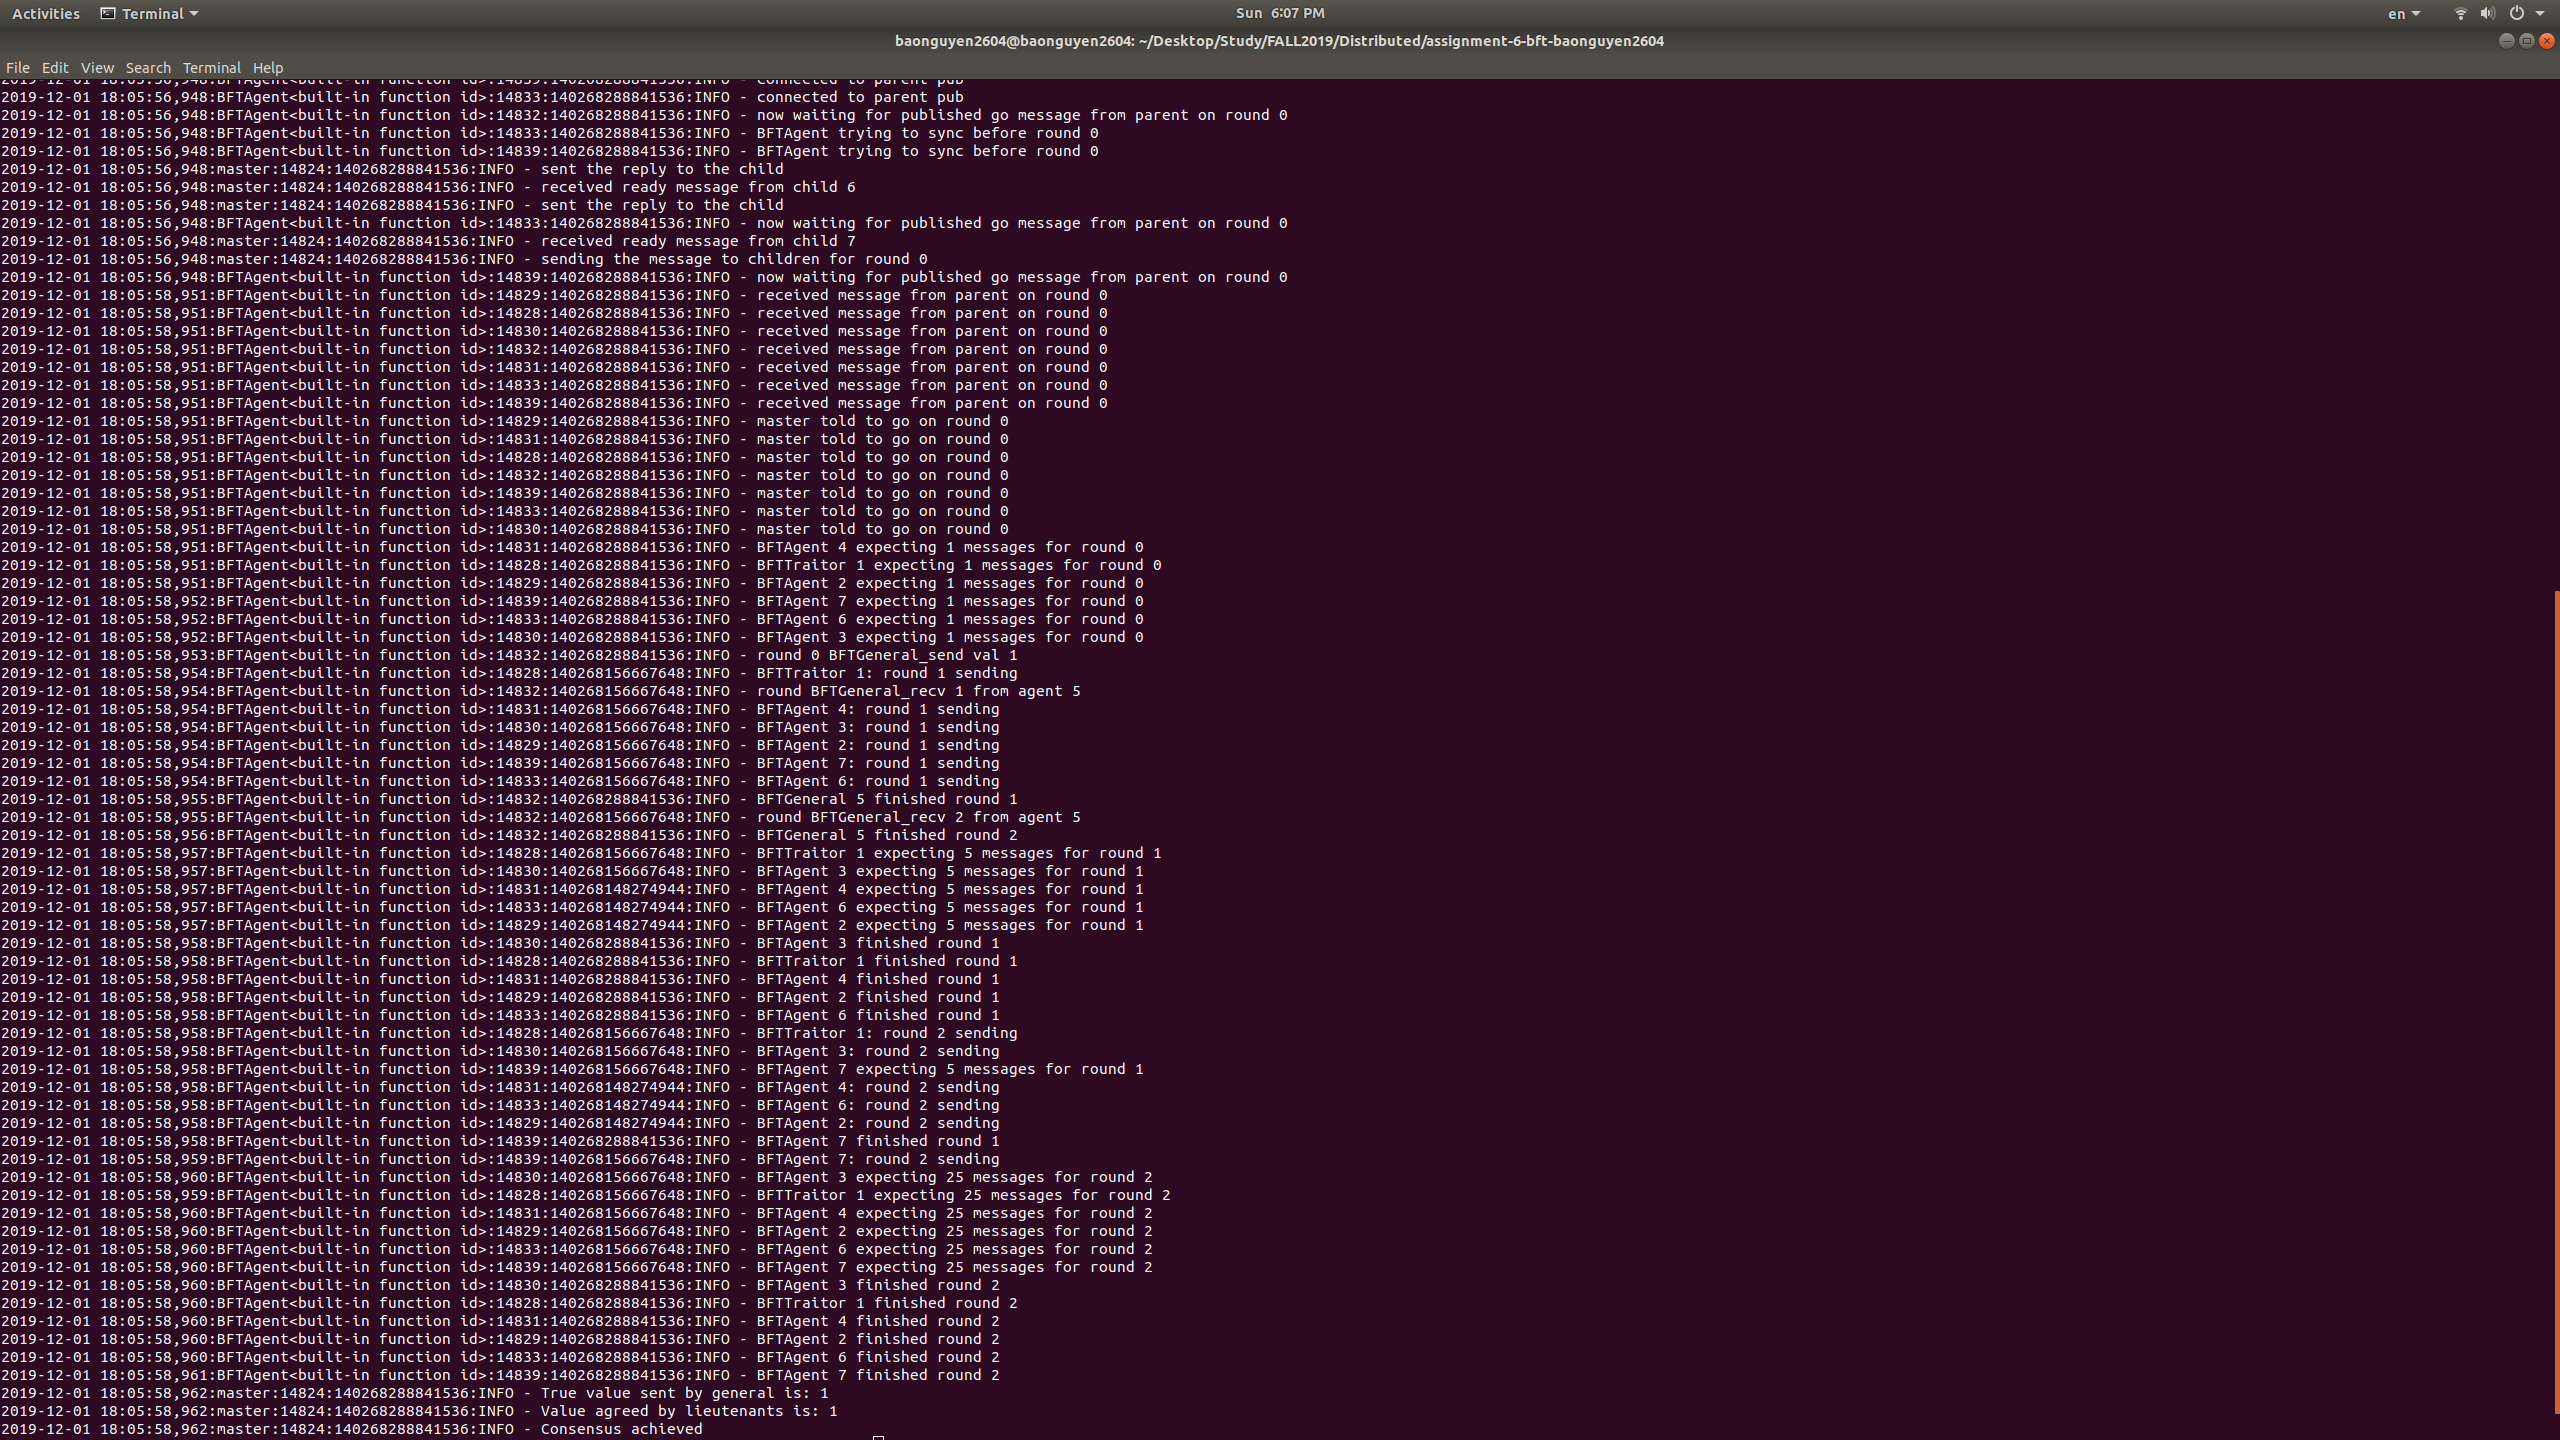 Activities Terminal Sun 6:07 PM en
baonguyen2604@baonguyen2604: ~/Desktop/Study/FALL2019/Distributed/assignment-6-bft-baonguyen2604
File Edit View Search Terminal Help
2019-12-01 18:05:56,948:BFTAgent<built-in function id>:14839:140268288841536:INFO - connected to parent pub
2019-12-01 18:05:56,948:BFTAgent<built-in function id>:14833:140268288841536:INFO - connected to parent pub
2019-12-01 18:05:56,948:BFTAgent<built-in function id>:14832:140268288841536:INFO - now waiting for published go message from parent on round 0
2019-12-01 18:05:56,948:BFTAgent<built-in function id>:14833:140268288841536:INFO - BFTAgent trying to sync before round 0
2019-12-01 18:05:56,948:BFTAgent<built-in function id>:14839:140268288841536:INFO - BFTAgent trying to sync before round 0
2019-12-01 18:05:56,948:master:14824:140268288841536:INFO - sent the reply to the child
2019-12-01 18:05:56,948:master:14824:140268288841536:INFO - received ready message from child 6
2019-12-01 18:05:56,948:master:14824:140268288841536:INFO - sent the reply to the child
2019-12-01 18:05:56,948:BFTAgent<built-in function id>:14833:140268288841536:INFO - now waiting for published go message from parent on round 0
2019-12-01 18:05:56,948:master:14824:140268288841536:INFO - received ready message from child 7
2019-12-01 18:05:56,948:master:14824:140268288841536:INFO - sending the message to children for round 0
2019-12-01 18:05:56,948:BFTAgent<built-in function id>:14839:140268288841536:INFO - now waiting for published go message from parent on round 0
2019-12-01 18:05:58,951:BFTAgent<built-in function id>:14829:140268288841536:INFO - received message from parent on round 0
2019-12-01 18:05:58,951:BFTAgent<built-in function id>:14828:140268288841536:INFO - received message from parent on round 0
2019-12-01 18:05:58,951:BFTAgent<built-in function id>:14830:140268288841536:INFO - received message from parent on round 0
2019-12-01 18:05:58,951:BFTAgent<built-in function id>:14832:140268288841536:INFO - received message from parent on round 0
2019-12-01 18:05:58,951:BFTAgent<built-in function id>:14831:140268288841536:INFO - received message from parent on round 0
2019-12-01 18:05:58,951:BFTAgent<built-in function id>:14833:140268288841536:INFO - received message from parent on round 0
2019-12-01 18:05:58,951:BFTAgent<built-in function id>:14839:140268288841536:INFO - received message from parent on round 0
2019-12-01 18:05:58,951:BFTAgent<built-in function id>:14829:140268288841536:INFO - master told to go on round 0
2019-12-01 18:05:58,951:BFTAgent<built-in function id>:14831:140268288841536:INFO - master told to go on round 0
2019-12-01 18:05:58,951:BFTAgent<built-in function id>:14828:140268288841536:INFO - master told to go on round 0
2019-12-01 18:05:58,951:BFTAgent<built-in function id>:14832:140268288841536:INFO - master told to go on round 0
2019-12-01 18:05:58,951:BFTAgent<built-in function id>:14839:140268288841536:INFO - master told to go on round 0
2019-12-01 18:05:58,951:BFTAgent<built-in function id>:14833:140268288841536:INFO - master told to go on round 0
2019-12-01 18:05:58,951:BFTAgent<built-in function id>:14830:140268288841536:INFO - master told to go on round 0
2019-12-01 18:05:58,951:BFTAgent<built-in function id>:14831:140268288841536:INFO - BFTAgent 4 expecting 1 messages for round 0
2019-12-01 18:05:58,951:BFTAgent<built-in function id>:14828:140268288841536:INFO - BFTTraitor 1 expecting 1 messages for round 0
2019-12-01 18:05:58,951:BFTAgent<built-in function id>:14829:140268288841536:INFO - BFTAgent 2 expecting 1 messages for round 0
2019-12-01 18:05:58,952:BFTAgent<built-in function id>:14839:140268288841536:INFO - BFTAgent 7 expecting 1 messages for round 0
2019-12-01 18:05:58,952:BFTAgent<built-in function id>:14833:140268288841536:INFO - BFTAgent 6 expecting 1 messages for round 0
2019-12-01 18:05:58,952:BFTAgent<built-in function id>:14830:140268288841536:INFO - BFTAgent 3 expecting 1 messages for round 0
2019-12-01 18:05:58,953:BFTAgent<built-in function id>:14832:140268288841536:INFO - round 0 BFTGeneral_send val 1
2019-12-01 18:05:58,954:BFTAgent<built-in function id>:14828:140268156667648:INFO - BFTTraitor 1: round 1 sending
2019-12-01 18:05:58,954:BFTAgent<built-in function id>:14832:140268156667648:INFO - round BFTGeneral_recv 1 from agent 5
2019-12-01 18:05:58,954:BFTAgent<built-in function id>:14831:140268156667648:INFO - BFTAgent 4: round 1 sending
2019-12-01 18:05:58,954:BFTAgent<built-in function id>:14830:140268156667648:INFO - BFTAgent 3: round 1 sending
2019-12-01 18:05:58,954:BFTAgent<built-in function id>:14829:140268156667648:INFO - BFTAgent 2: round 1 sending
2019-12-01 18:05:58,954:BFTAgent<built-in function id>:14839:140268156667648:INFO - BFTAgent 7: round 1 sending
2019-12-01 18:05:58,954:BFTAgent<built-in function id>:14833:140268156667648:INFO - BFTAgent 6: round 1 sending
2019-12-01 18:05:58,955:BFTAgent<built-in function id>:14832:140268288841536:INFO - BFTGeneral 5 finished round 1
2019-12-01 18:05:58,955:BFTAgent<built-in function id>:14832:140268156667648:INFO - round BFTGeneral_recv 2 from agent 5
2019-12-01 18:05:58,956:BFTAgent<built-in function id>:14832:140268288841536:INFO - BFTGeneral 5 finished round 2
2019-12-01 18:05:58,957:BFTAgent<built-in function id>:14828:140268156667648:INFO - BFTTraitor 1 expecting 5 messages for round 1
2019-12-01 18:05:58,957:BFTAgent<built-in function id>:14830:140268156667648:INFO - BFTAgent 3 expecting 5 messages for round 1
2019-12-01 18:05:58,957:BFTAgent<built-in function id>:14831:140268148274944:INFO - BFTAgent 4 expecting 5 messages for round 1
2019-12-01 18:05:58,957:BFTAgent<built-in function id>:14833:140268148274944:INFO - BFTAgent 6 expecting 5 messages for round 1
2019-12-01 18:05:58,957:BFTAgent<built-in function id>:14829:140268148274944:INFO - BFTAgent 2 expecting 5 messages for round 1
2019-12-01 18:05:58,958:BFTAgent<built-in function id>:14830:140268288841536:INFO - BFTAgent 3 finished round 1
2019-12-01 18:05:58,958:BFTAgent<built-in function id>:14828:140268288841536:INFO - BFTTraitor 1 finished round 1
2019-12-01 18:05:58,958:BFTAgent<built-in function id>:14831:140268288841536:INFO - BFTAgent 4 finished round 1
2019-12-01 18:05:58,958:BFTAgent<built-in function id>:14829:140268288841536:INFO - BFTAgent 2 finished round 1
2019-12-01 18:05:58,958:BFTAgent<built-in function id>:14833:140268288841536:INFO - BFTAgent 6 finished round 1
2019-12-01 18:05:58,958:BFTAgent<built-in function id>:14828:140268156667648:INFO - BFTTraitor 1: round 2 sending
2019-12-01 18:05:58,958:BFTAgent<built-in function id>:14830:140268156667648:INFO - BFTAgent 3: round 2 sending
2019-12-01 18:05:58,958:BFTAgent<built-in function id>:14839:140268156667648:INFO - BFTAgent 7 expecting 5 messages for round 1
2019-12-01 18:05:58,958:BFTAgent<built-in function id>:14831:140268148274944:INFO - BFTAgent 4: round 2 sending
2019-12-01 18:05:58,958:BFTAgent<built-in function id>:14833:140268148274944:INFO - BFTAgent 6: round 2 sending
2019-12-01 18:05:58,958:BFTAgent<built-in function id>:14829:140268148274944:INFO - BFTAgent 2: round 2 sending
2019-12-01 18:05:58,958:BFTAgent<built-in function id>:14839:140268288841536:INFO - BFTAgent 7 finished round 1
2019-12-01 18:05:58,959:BFTAgent<built-in function id>:14839:140268156667648:INFO - BFTAgent 7: round 2 sending
2019-12-01 18:05:58,960:BFTAgent<built-in function id>:14830:140268156667648:INFO - BFTAgent 3 expecting 25 messages for round 2
2019-12-01 18:05:58,959:BFTAgent<built-in function id>:14828:140268156667648:INFO - BFTTraitor 1 expecting 25 messages for round 2
2019-12-01 18:05:58,960:BFTAgent<built-in function id>:14831:140268156667648:INFO - BFTAgent 4 expecting 25 messages for round 2
2019-12-01 18:05:58,960:BFTAgent<built-in function id>:14829:140268156667648:INFO - BFTAgent 2 expecting 25 messages for round 2
2019-12-01 18:05:58,960:BFTAgent<built-in function id>:14833:140268156667648:INFO - BFTAgent 6 expecting 25 messages for round 2
2019-12-01 18:05:58,960:BFTAgent<built-in function id>:14839:140268156667648:INFO - BFTAgent 7 expecting 25 messages for round 2
2019-12-01 18:05:58,960:BFTAgent<built-in function id>:14830:140268288841536:INFO - BFTAgent 3 finished round 2
2019-12-01 18:05:58,960:BFTAgent<built-in function id>:14828:140268288841536:INFO - BFTTraitor 1 finished round 2
2019-12-01 18:05:58,960:BFTAgent<built-in function id>:14831:140268288841536:INFO - BFTAgent 4 finished round 2
2019-12-01 18:05:58,960:BFTAgent<built-in function id>:14829:140268288841536:INFO - BFTAgent 2 finished round 2
2019-12-01 18:05:58,960:BFTAgent<built-in function id>:14833:140268288841536:INFO - BFTAgent 6 finished round 2
2019-12-01 18:05:58,961:BFTAgent<built-in function id>:14839:140268288841536:INFO - BFTAgent 7 finished round 2
2019-12-01 18:05:58,962:master:14824:140268288841536:INFO - True value sent by general is: 1
2019-12-01 18:05:58,962:master:14824:140268288841536:INFO - Value agreed by lieutenants is: 1
2019-12-01 18:05:58,962:master:14824:140268288841536:INFO - Consensus achieved